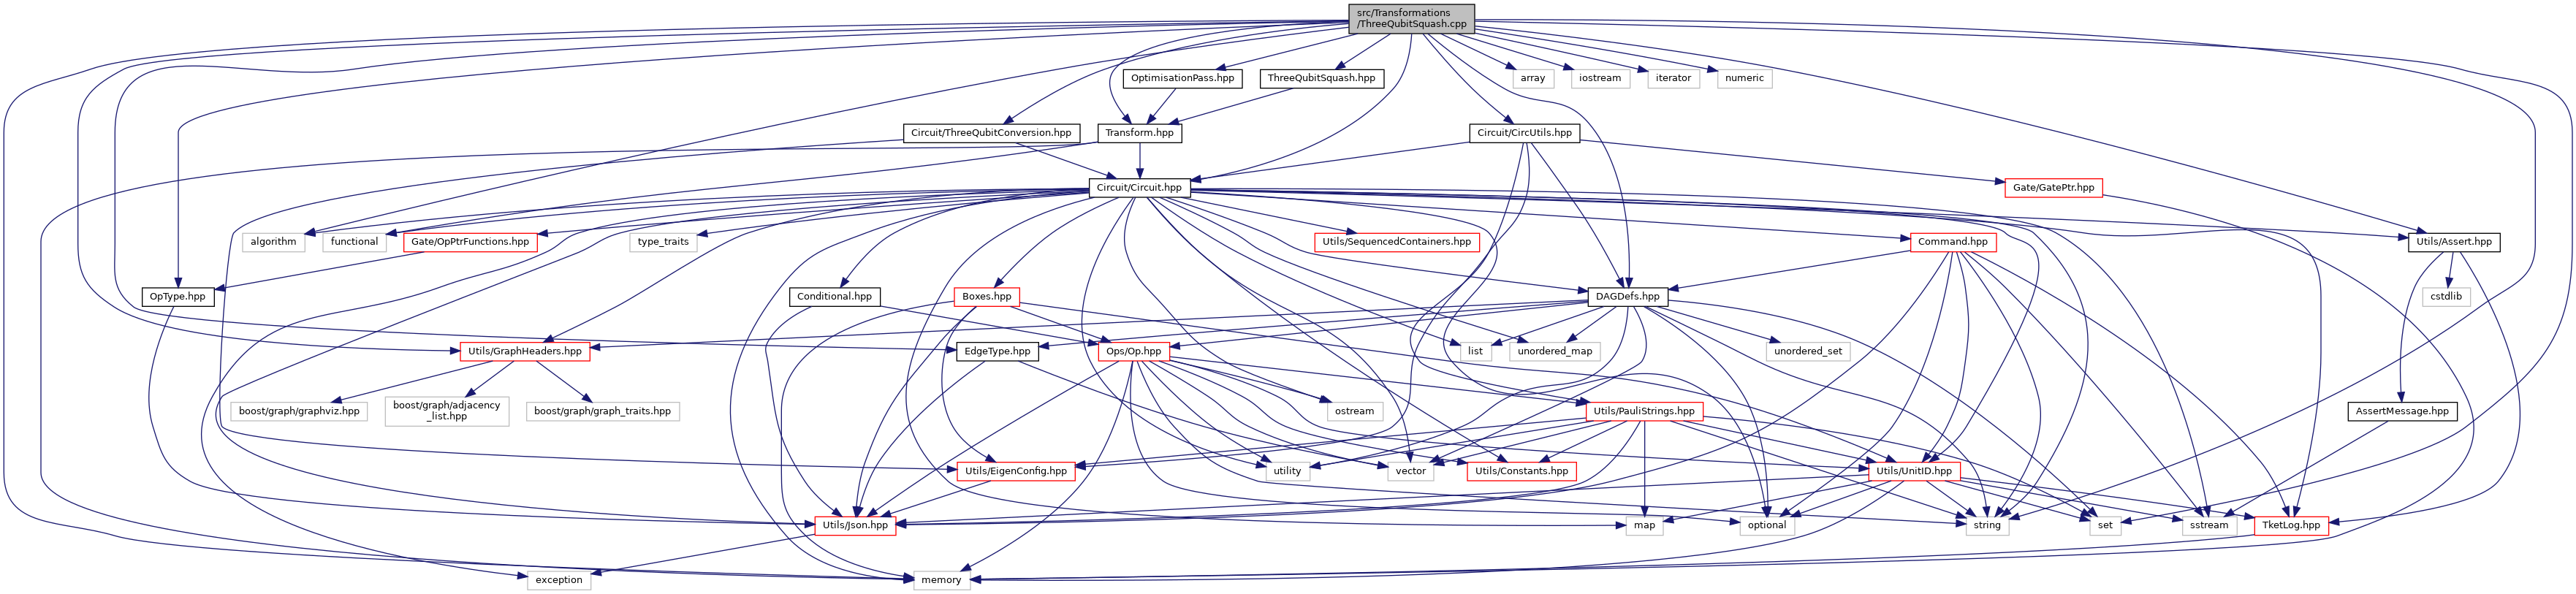 src/Transformations
/ThreeQubitSquash.cpp
OptimisationPass.hpp
ThreeQubitSquash.hpp
array
iostream
iterator
numeric
Circuit/ThreeQubitConversion.hpp
Transform.hpp
Circuit/CircUtils.hpp
Circuit/Circuit.hpp
Gate/GatePtr.hpp
algorithm
functional
Gate/OpPtrFunctions.hpp
type_traits
Utils/SequencedContainers.hpp
Command.hpp
Utils/Assert.hpp
OpType.hpp
Conditional.hpp
Boxes.hpp
DAGDefs.hpp
cstdlib
Utils/GraphHeaders.hpp
EdgeType.hpp
Ops/Op.hpp
list
unordered_map
unordered_set
boost/graph/graphviz.hpp
boost/graph/adjacency
_list.hpp
boost/graph/graph_traits.hpp
ostream
Utils/PauliStrings.hpp
AssertMessage.hpp
Utils/EigenConfig.hpp
utility
vector
Utils/Constants.hpp
Utils/UnitID.hpp
Utils/Json.hpp
map
optional
string
set
sstream
TketLog.hpp
exception
memory